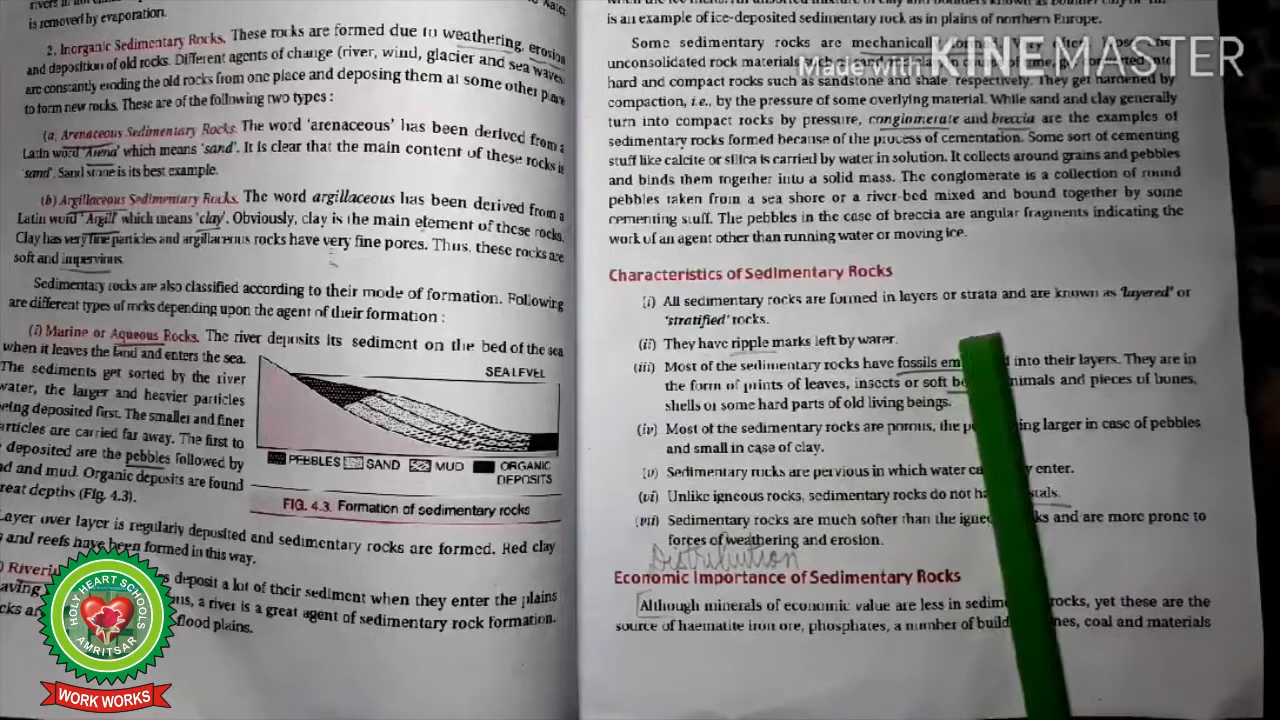 rivers in
is removed by evaporation.
2. Inorganic Sedimentary Rocks. These rocks are formed due to weathering, erosion
and deposition of old rocks. Different agents of change (river, wind, glacier and sea waves
are constantly eroding the old rocks from one place and deposing them at some other place
to form new rocks. These are of the following two types :
(a. Arenaceous Sedimentary Rocks. The word 'arenaceous' has been derived from a
Latin word 'Arena' which means 'sand'. It is clear that the main content of these rocks is
'sand'. Sand stone is its best example.
(b) Argillaceous Sedimentary Rocks. The word argillaceous has been derived from a
Latin word 'Argill' which means 'clay'. Obviously, clay is the main element of these rocks.
Clay has very fine particles and argillaceous rocks have very fine pores. Thus, these rocks are
soft and impervious
Sedimentary rocks are also classified according to their mode of formation. Following
are different types of rocks depending upon the agent of their formation :
(i) Marine or Aqueous Rocks. The river deposits its sediment on the bed of the sea
when it leaves the land and enters the sea.
The sediments get sorted by the river
water, the larger and heavier particles
being deposited first. The smaller and finer
articles are carried far away. The first to
deposited are the pebbles followed by
nd and mud. Organic deposits are found
reat depths (Fig. 4.3).
SEA LEVEL
PEBBLES SAND MUD ORGANIC
DEPOSITS
FIG. 4.3. Formation of sedimentary rocks
Layer over layer is regularly deposited and sedimentary rocks are formed. Red clay
s and reefs have been formed in this way.
deposit a lot of their sediment when they enter the plains
aving a river is a great agent of sedimentary rock formation.
flood plains.
HOLY HEART SCHOOLS
AMRITSAR
WORK WORKS
is an example of ice-deposited sedimentary rock as in plains of northern Europe.
Some sedimentary rocks are mechanically
unconsolidated rock materials
hard and compact rocks such as sandstone and shale respectively. They get hardened by
compaction, i.e., by the pressure of some overlying material. While sand and clay generally
turn into compact rocks by pressure, conglomerate and breccia are the examples of
sedimentary rocks formed because of the process of cementation. Some sort of cementing
stuff like calcite or silica is carried by water in solution. It collects around grains and pebbles
and binds them together into a solid mass. The conglomerate is a collection of round
pebbles taken from a sea shore or a river-bed mixed and bound together by some
cementing stuff. The pebbles in the case of breccia are angular fragments indicating the
work of an agent other than running water or moving ice.
Made with KINEMASTER
Characteristics of Sedimentary Rocks
(i) All sedimentary rocks are formed in layers or strata and are known as 'layered' or
'stratified' rocks.
(ii) They have ripple marks left by water.
(iii) Most of the sedimentary rocks have fossils em into their layers. They are in
the form of prints of leaves, insects or soft nimals and pieces of bones,
shells or some hard parts of old living beings.
(iv) Most of the sedimentary rocks are porous, the ng larger in case of pebbles
and small in case of clay.
(v) Sedimentary rocks are pervious in which water ca enter.
(vi) Unlike igneous rocks, sedimentary rocks do not stals.
(vii) Sedimentary rocks are much softer than the igne ks and are more prone to
forces of weathering and erosion.
Distribution
Economic Importance of Sedimentary Rocks
Although minerals of economic value are less in sedim rocks, yet these are the
source of haematite iron ore, phosphates, a number of build nes, coal and materials